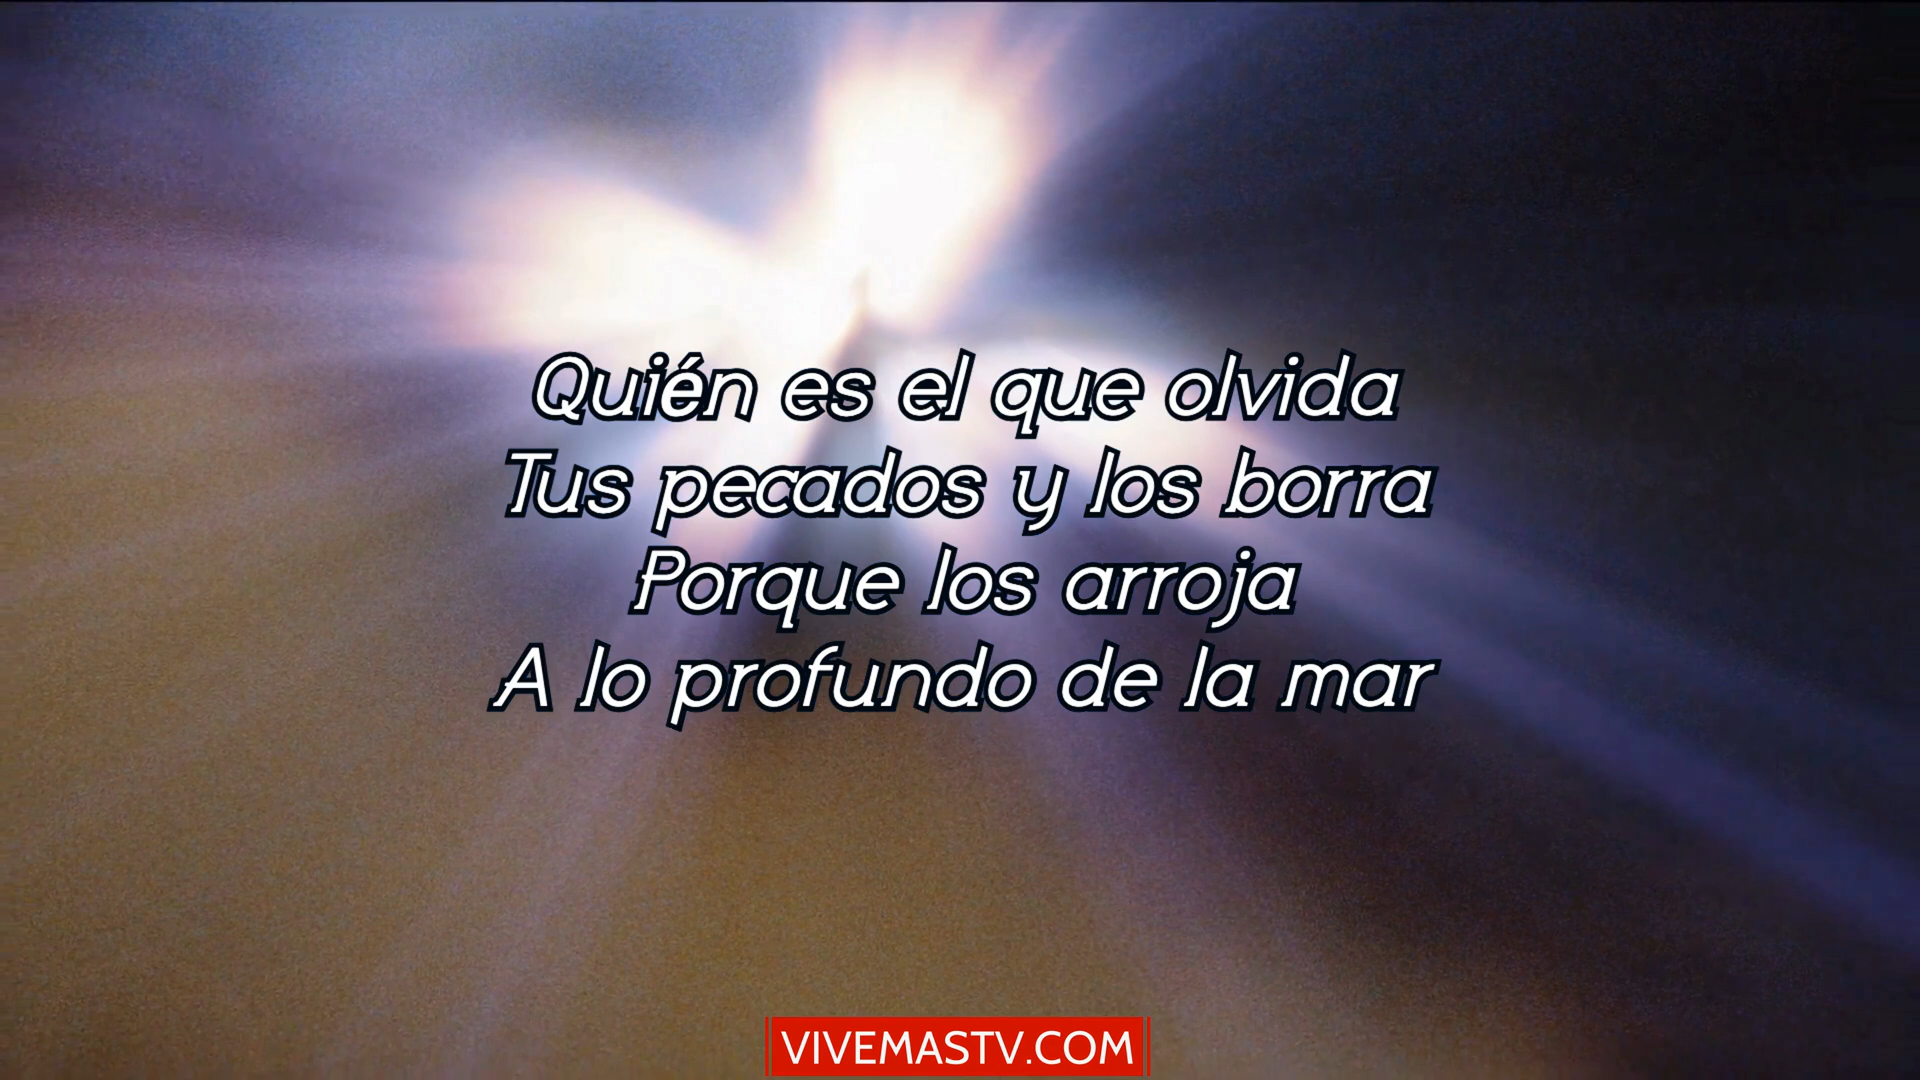 Quién es el que olvida
Tus pecados y los borra
Porque los arroja
A lo profundo de la mar
VIVEMASTV.COM